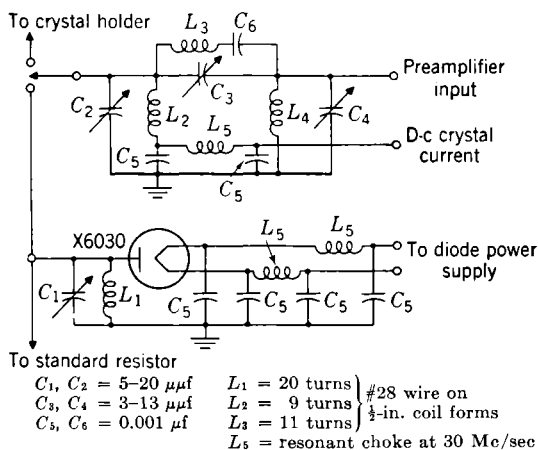 To crystal holder
L₃
C₆
C₂
L₂
C₃
L₄
C₄
Preamplifier
input
L₅
C₅
C₅
D-c crystal
current
X6030
L₅
L₅
C₁
L₁
C₅
C₅
C₅
C₅
To diode power
supply
To standard resistor
C₁, C₂ = 5–20 μμf
C₃, C₄ = 3–13 μμf
C₅, C₆ = 0.001 μf
L₁ = 20 turns
L₂ = 9 turns
L₃ = 11 turns
#28 wire on
½-in. coil forms
L₅ = resonant choke at 30 Mc/sec